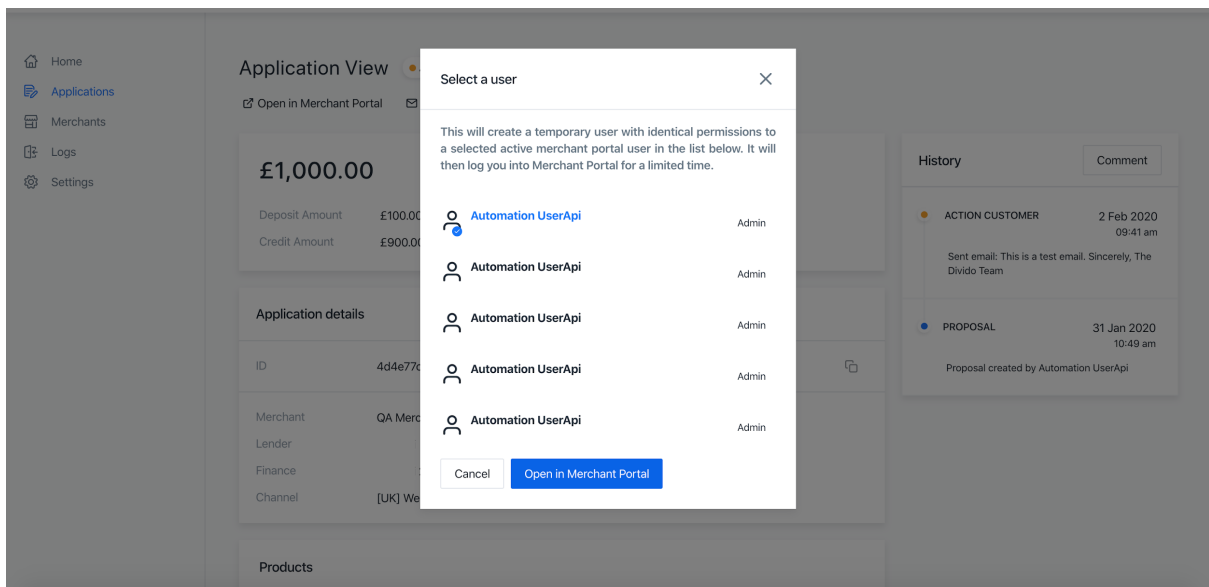 Home
Applications
Merchants
Logs
Settings
Application View
Open in Merchant Portal
£1,000.00
Deposit Amount £100.00
Credit Amount £900.00
Application details
ID
Merchant QA
Lender
Finance
Channel [UK]
Products
Select a user
This will create a temporary user with identical permissions to
a selected active merchant portal user in the list below. It will
then log you into Merchant Portal for a limited time.
Automation UserApi Admin
Automation UserApi Admin
Automation UserApi Admin
Automation UserApi Admin
Automation UserApi Admin
Cancel Open in Merchant Portal
History Comment
ACTION CUSTOMER 2 Feb 2020
09:41 am
Sent email: This is a test email. Sincerely, The
Divido Team
PROPOSAL 31 Jan 2020
10:49 am
Proposal created by Automation UserApi